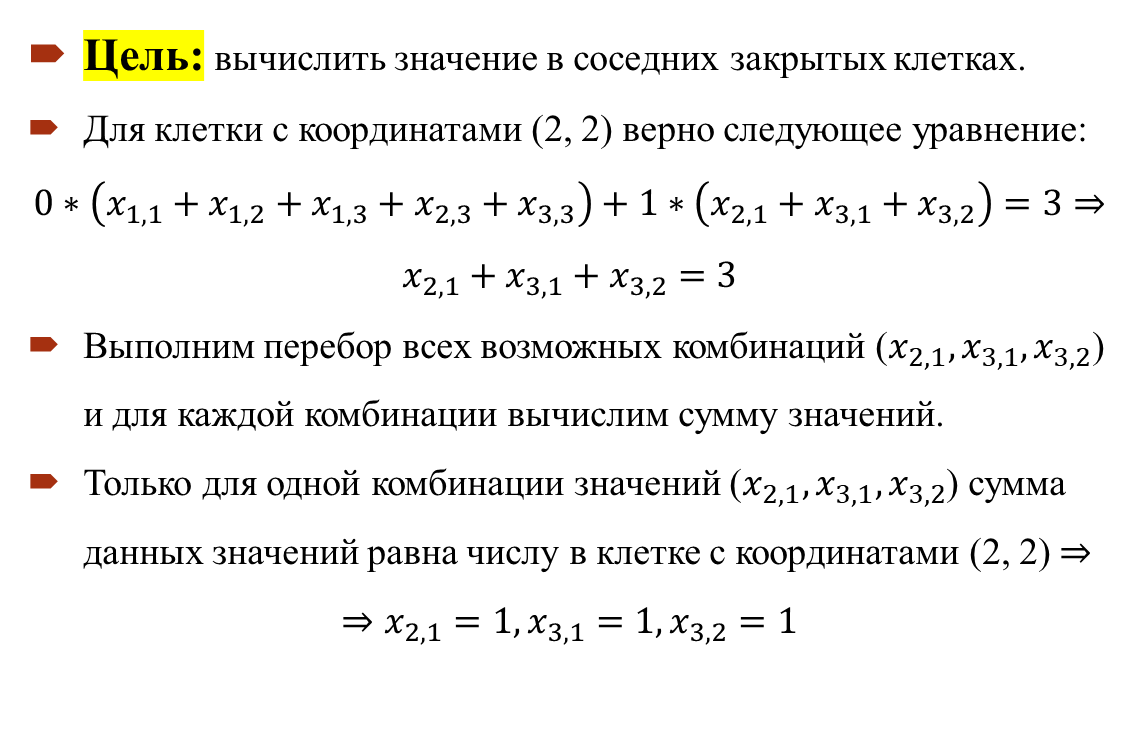 Цель: вычислить значение в соседних закрытых клетках.
Для клетки с координатами (2, 2) верно следующее уравнение:
0 ∗ (x₁,₁ + x₁,₂ + x₁,₃ + x₂,₃ + x₃,₃) + 1 ∗ (x₂,₁ + x₃,₁ + x₃,₂) = 3 ⇒
x₂,₁ + x₃,₁ + x₃,₂ = 3
Выполним перебор всех возможных комбинаций (x₂,₁, x₃,₁, x₃,₂)
и для каждой комбинации вычислим сумму значений.
Только для одной комбинации значений (x₂,₁, x₃,₁, x₃,₂) сумма
данных значений равна числу в клетке с координатами (2, 2) ⇒
⇒ x₂,₁ = 1, x₃,₁ = 1, x₃,₂ = 1